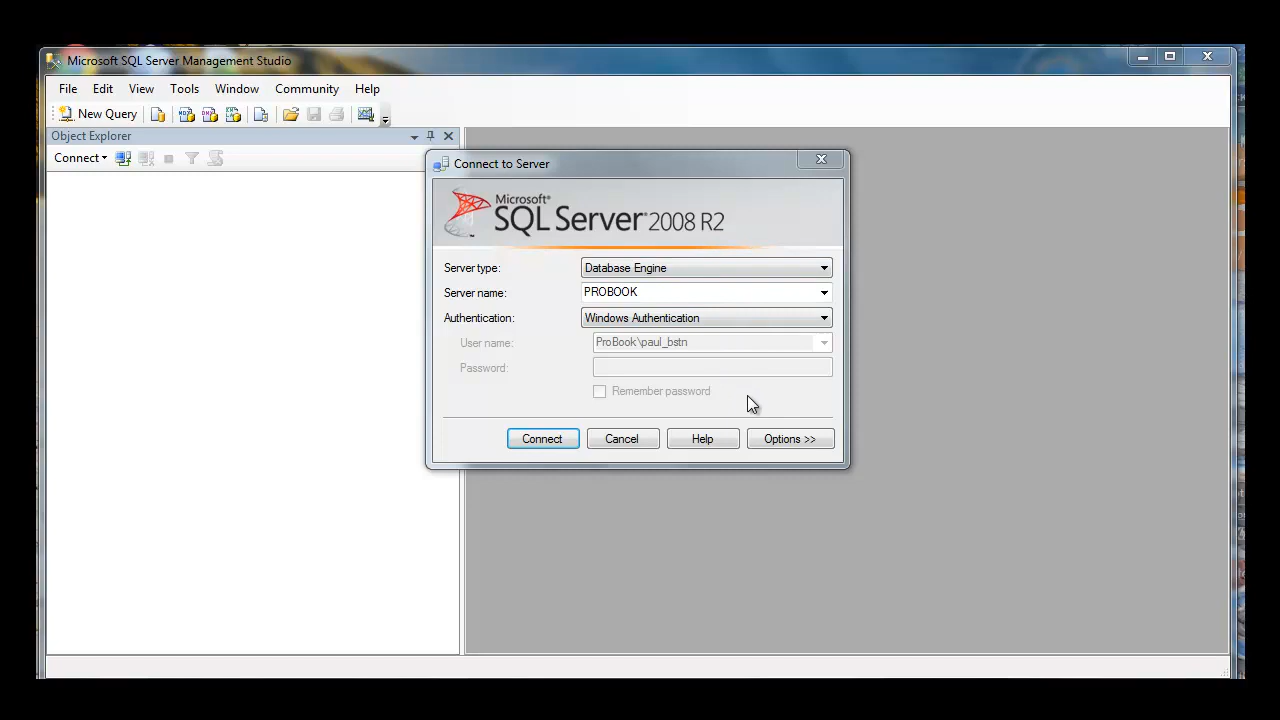 Microsoft SQL Server Management Studio
File Edit View Tools Window Community Help
New Query
Object Explorer
Connect
Connect to Server
Microsoft®
SQL Server® 2008 R2
Server type: Database Engine
Server name: PROBOOK
Authentication: Windows Authentication
User name: ProBook\paul_bstn
Password:
Remember password
Connect Cancel Help Options >>